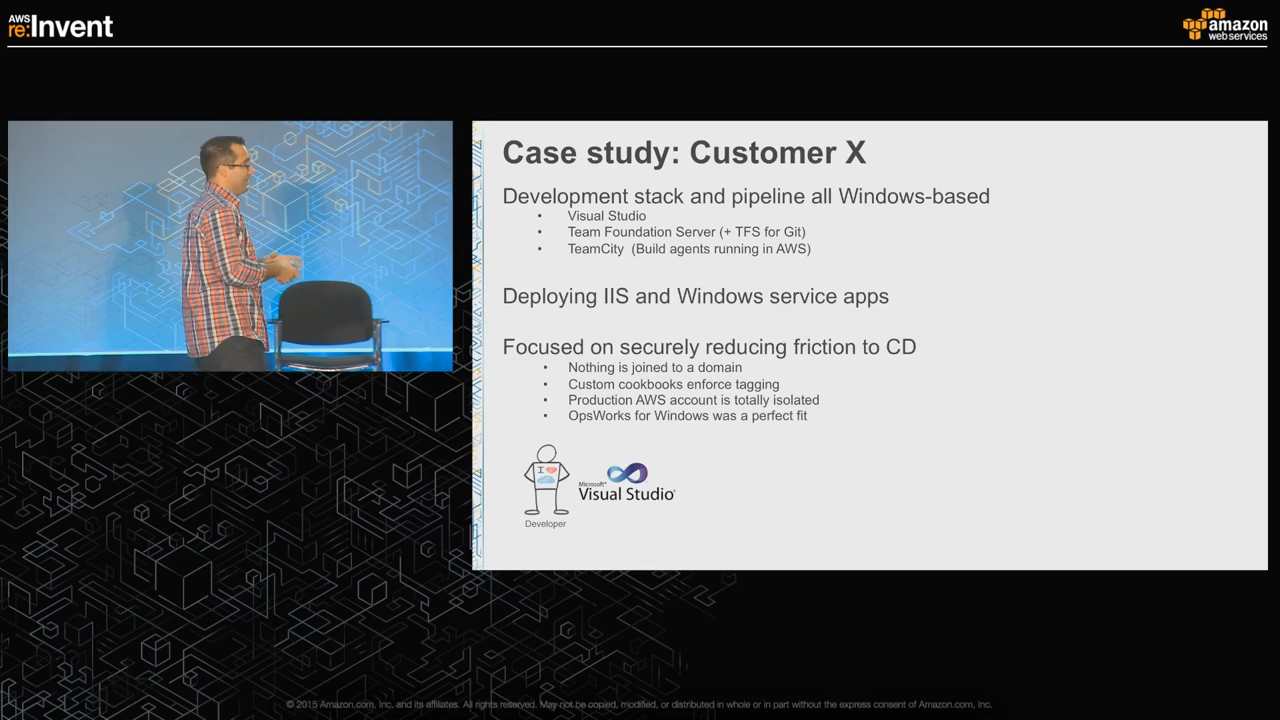 AWS
re:Invent
amazon
web services
Case study: Customer X
Development stack and pipeline all Windows-based
• Visual Studio
• Team Foundation Server (+ TFS for Git)
• TeamCity (Build agents running in AWS)
Deploying IIS and Windows service apps
Focused on securely reducing friction to CD
• Nothing is joined to a domain
• Custom cookbooks enforce tagging
• Production AWS account is totally isolated
• OpsWorks for Windows was a perfect fit
I
Microsoft®
Visual Studio®
Developer
© 2015 Amazon.com, Inc. and its affiliates. All rights reserved. May not be copied, modified, or distributed in whole or in part without the express consent of Amazon.com, Inc.